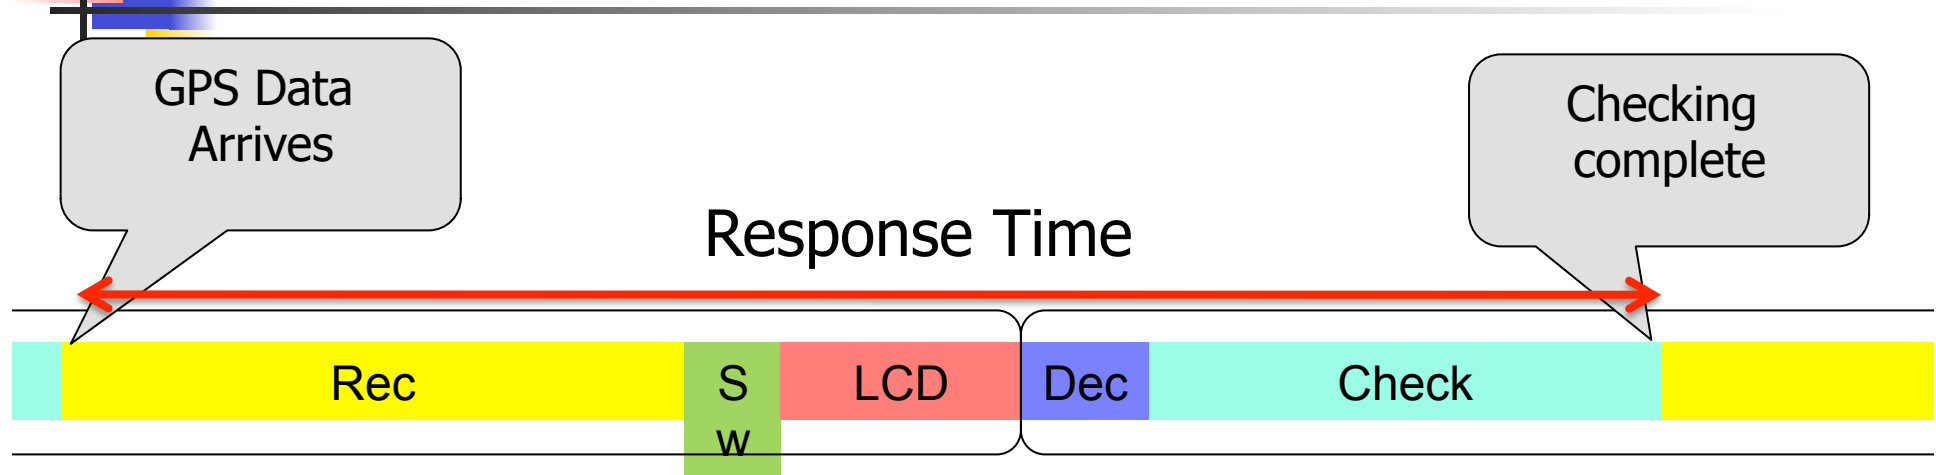 GPS Data
Arrives
Checking
complete
Response Time
Rec
S
w
LCD
Dec
Check